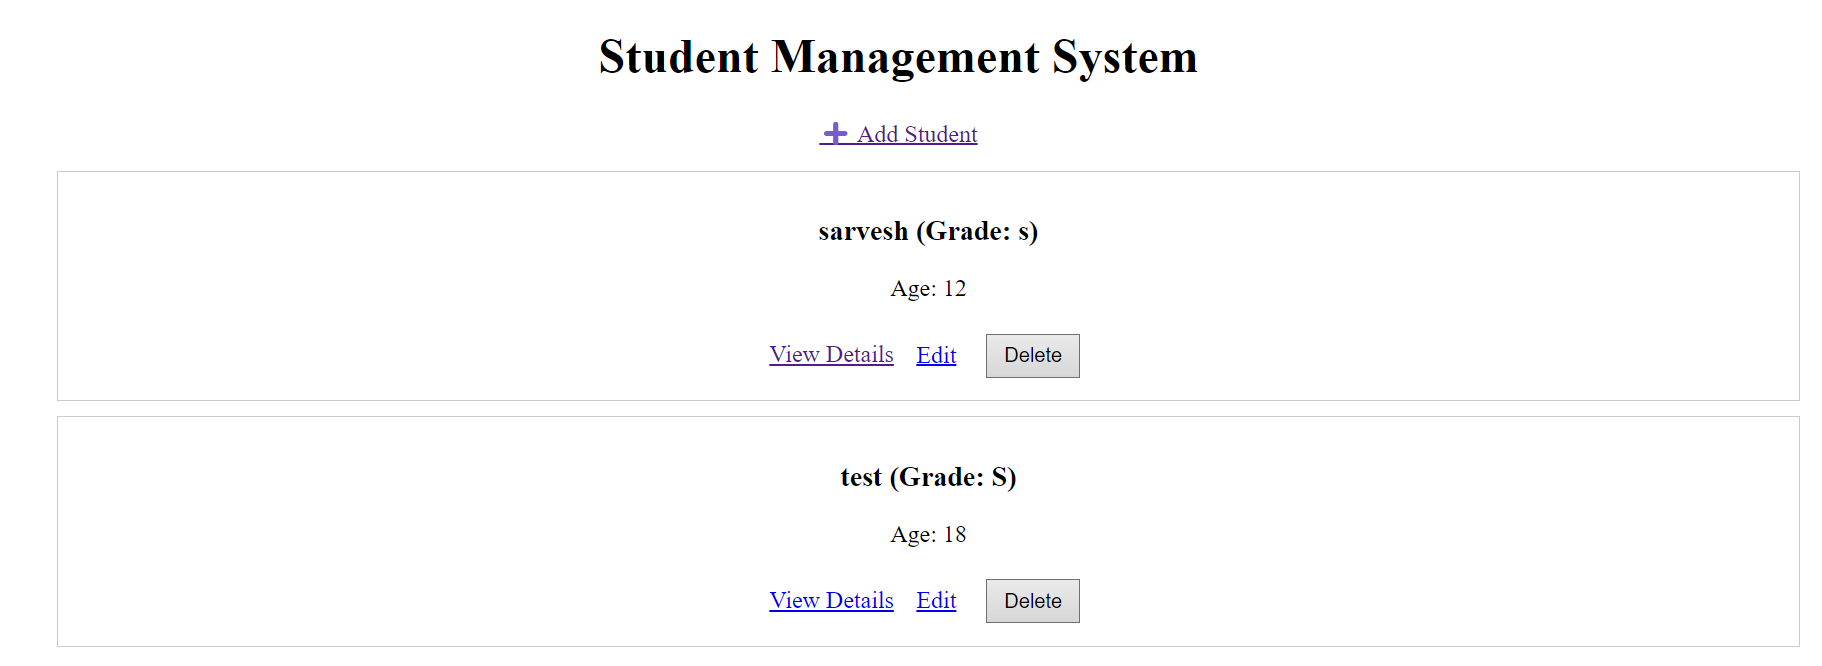 Student Management System
➕ Add Student
sarvesh (Grade: s)
Age: 12
View Details Edit Delete
test (Grade: S)
Age: 18
View Details Edit Delete